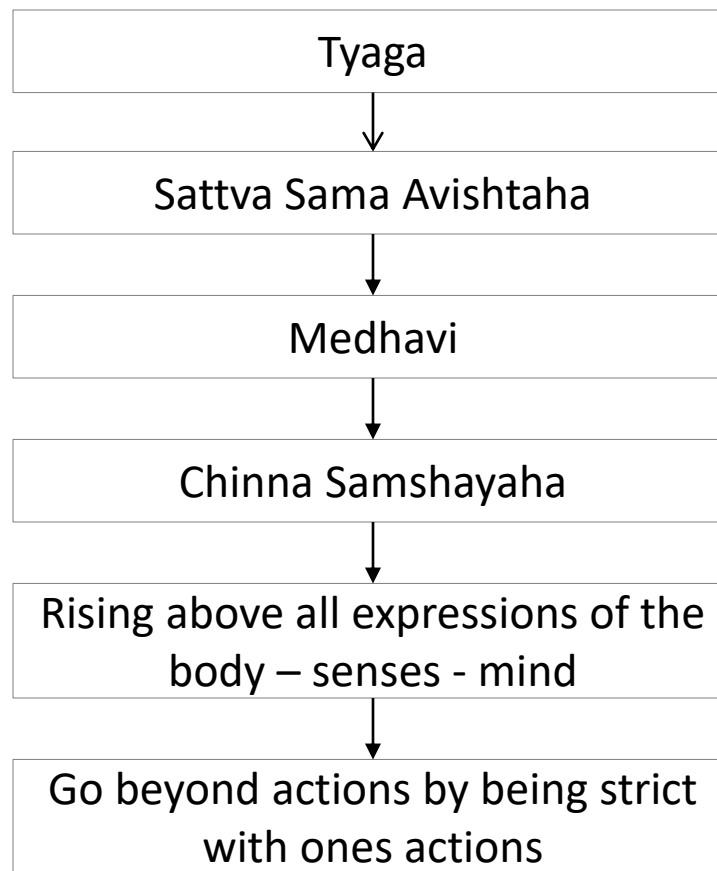 Tyaga
Sattva Sama Avishtaha
Medhavi
Chinna Samshayaha
Rising above all expressions of the
body – senses - mind
Go beyond actions by being strict
with ones actions